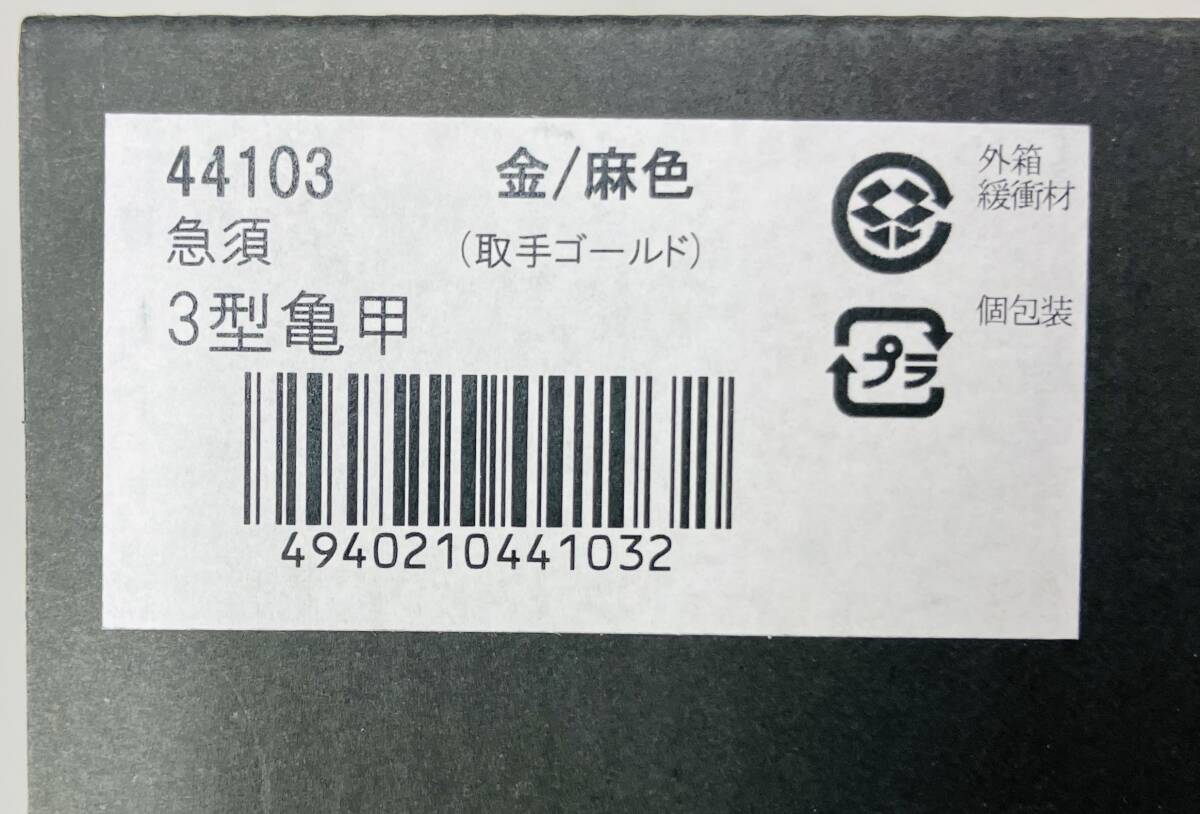 44103
金/麻色
急須
(取手ゴールド)
3型亀甲
4940210441032
外箱
緩衝材
プラ
個包装